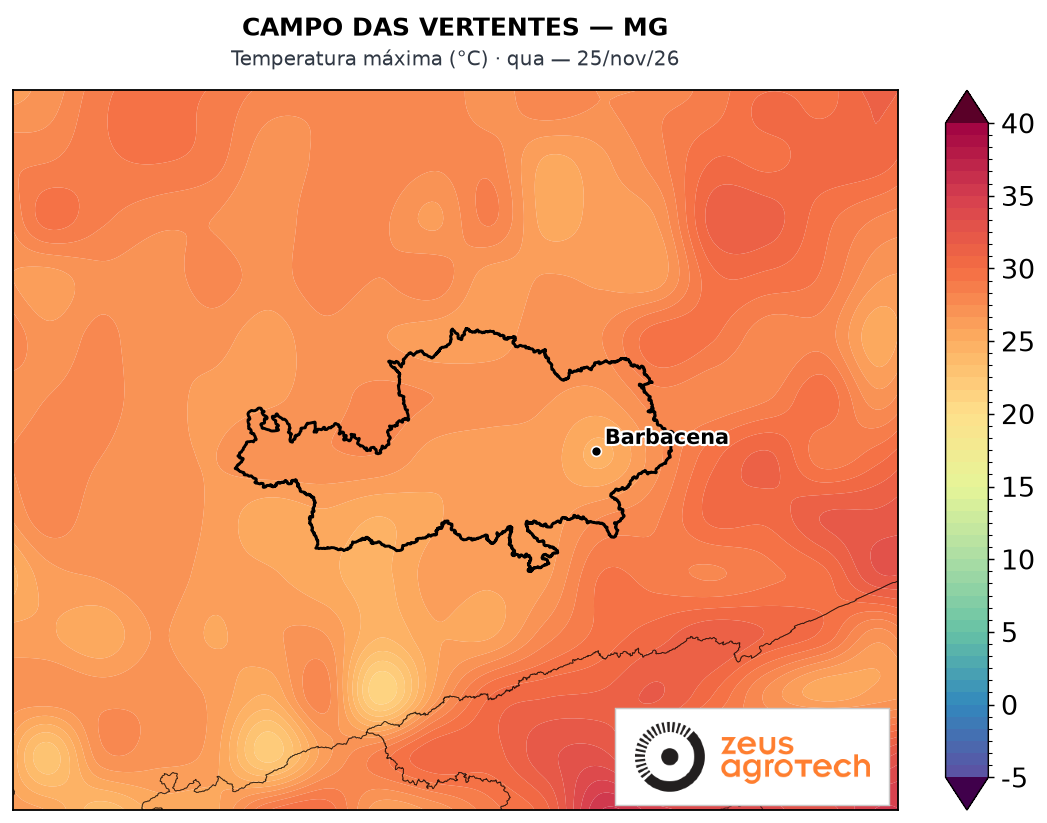 CAMPO DAS VERTENTES — MG
Temperatura máxima (°C) · qua — 25/nov/26
40
35
30
25
20
15
10
5
0
-5
Barbacena
zeus
agrotech